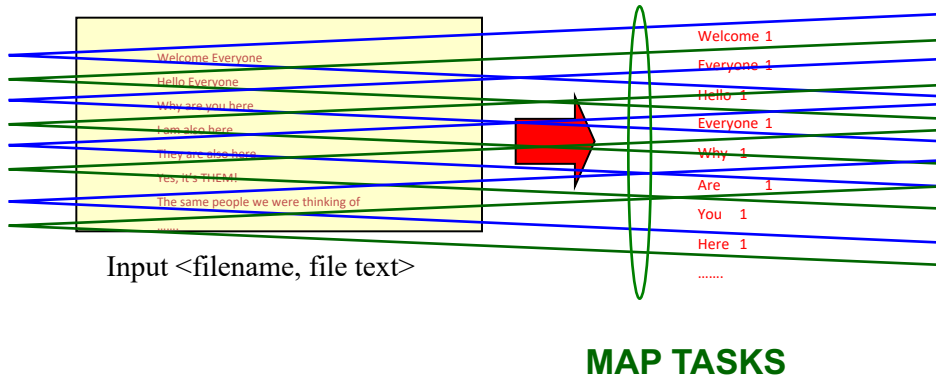 Welcome Everyone
Hello Everyone
Why are you here
I am also here
They are also here
Yes, it's THEM!
The same people we were thinking of
…….
Input <filename, file text>
Welcome 1
Everyone 1
Hello 1
Everyone 1
Why 1
Are 1
You 1
Here 1
…….
MAP TASKS